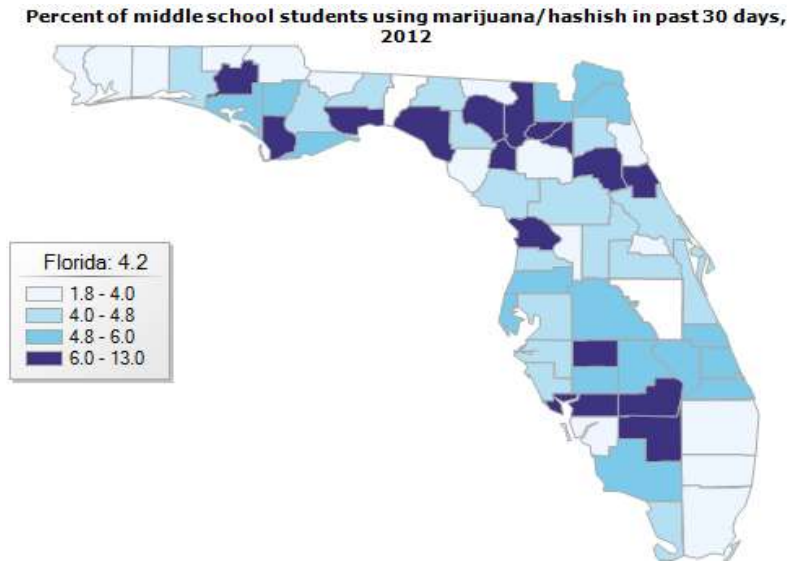 Percent of middle school students using marijuana/hashish in past 30 days,
2012
Florida: 4.2
1.8 - 4.0
4.0 - 4.8
4.8 - 6.0
6.0 - 13.0